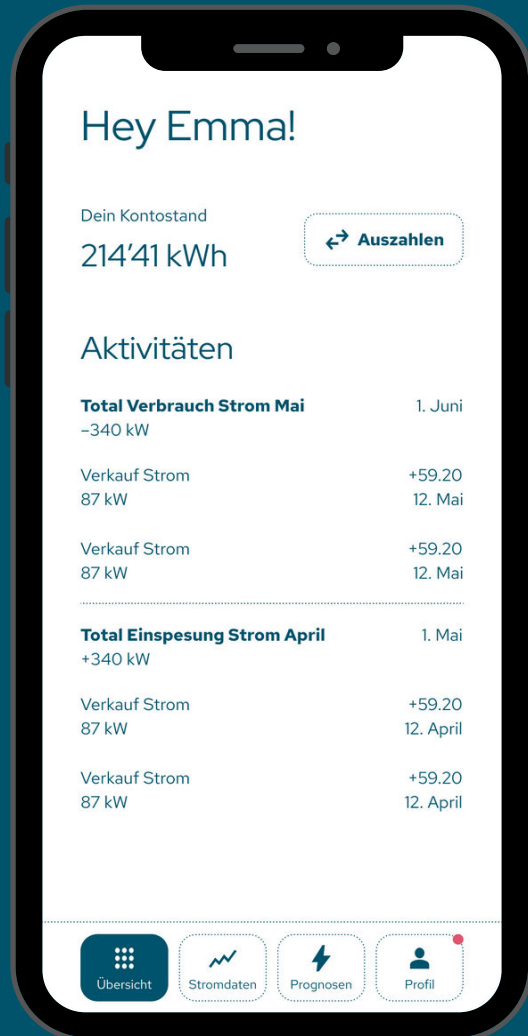 Hey Emma!
Dein Kontostand
214’41 kWh
Auszahlen
Aktivitäten
Total Verbrauch Strom Mai 1. Juni
–340 kW
Verkauf Strom +59.20
87 kW 12. Mai
Verkauf Strom +59.20
87 kW 12. Mai
Total Einspesung Strom April 1. Mai
+340 kW
Verkauf Strom +59.20
87 kW 12. April
Verkauf Strom +59.20
87 kW 12. April
Übersicht Stromdaten Prognosen Profil